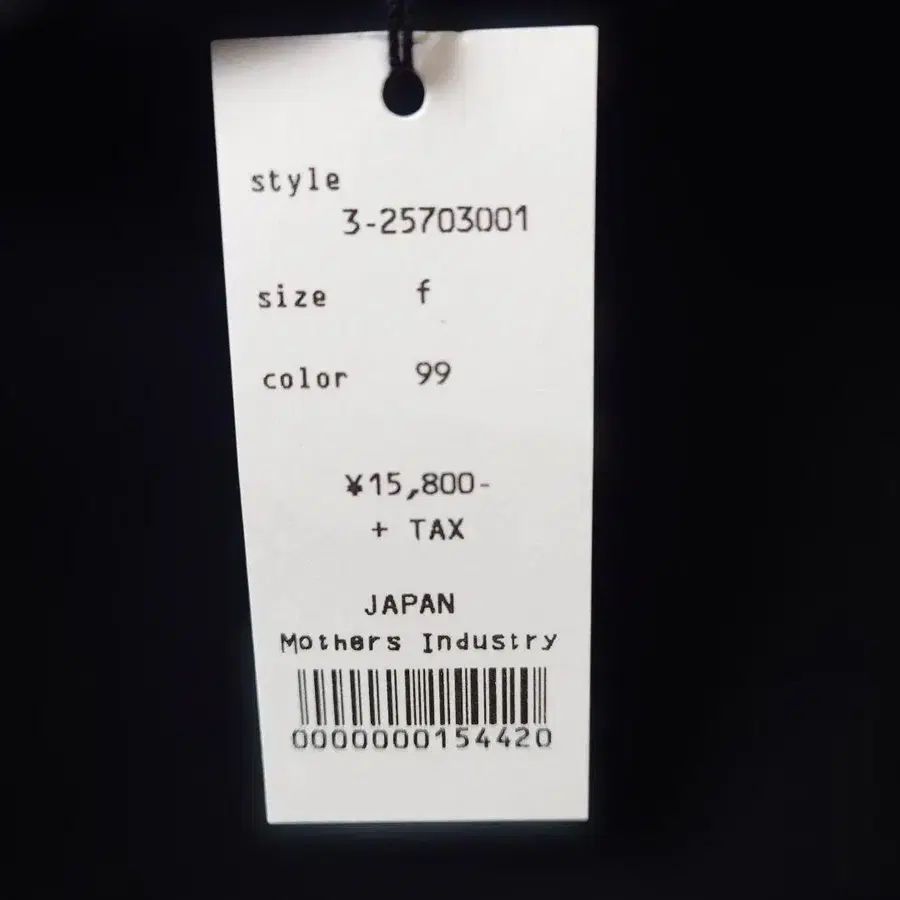 style
3-25703001
size f
color 99
¥15,800-
+ TAX
JAPAN
Mothers Industry
0000000154420